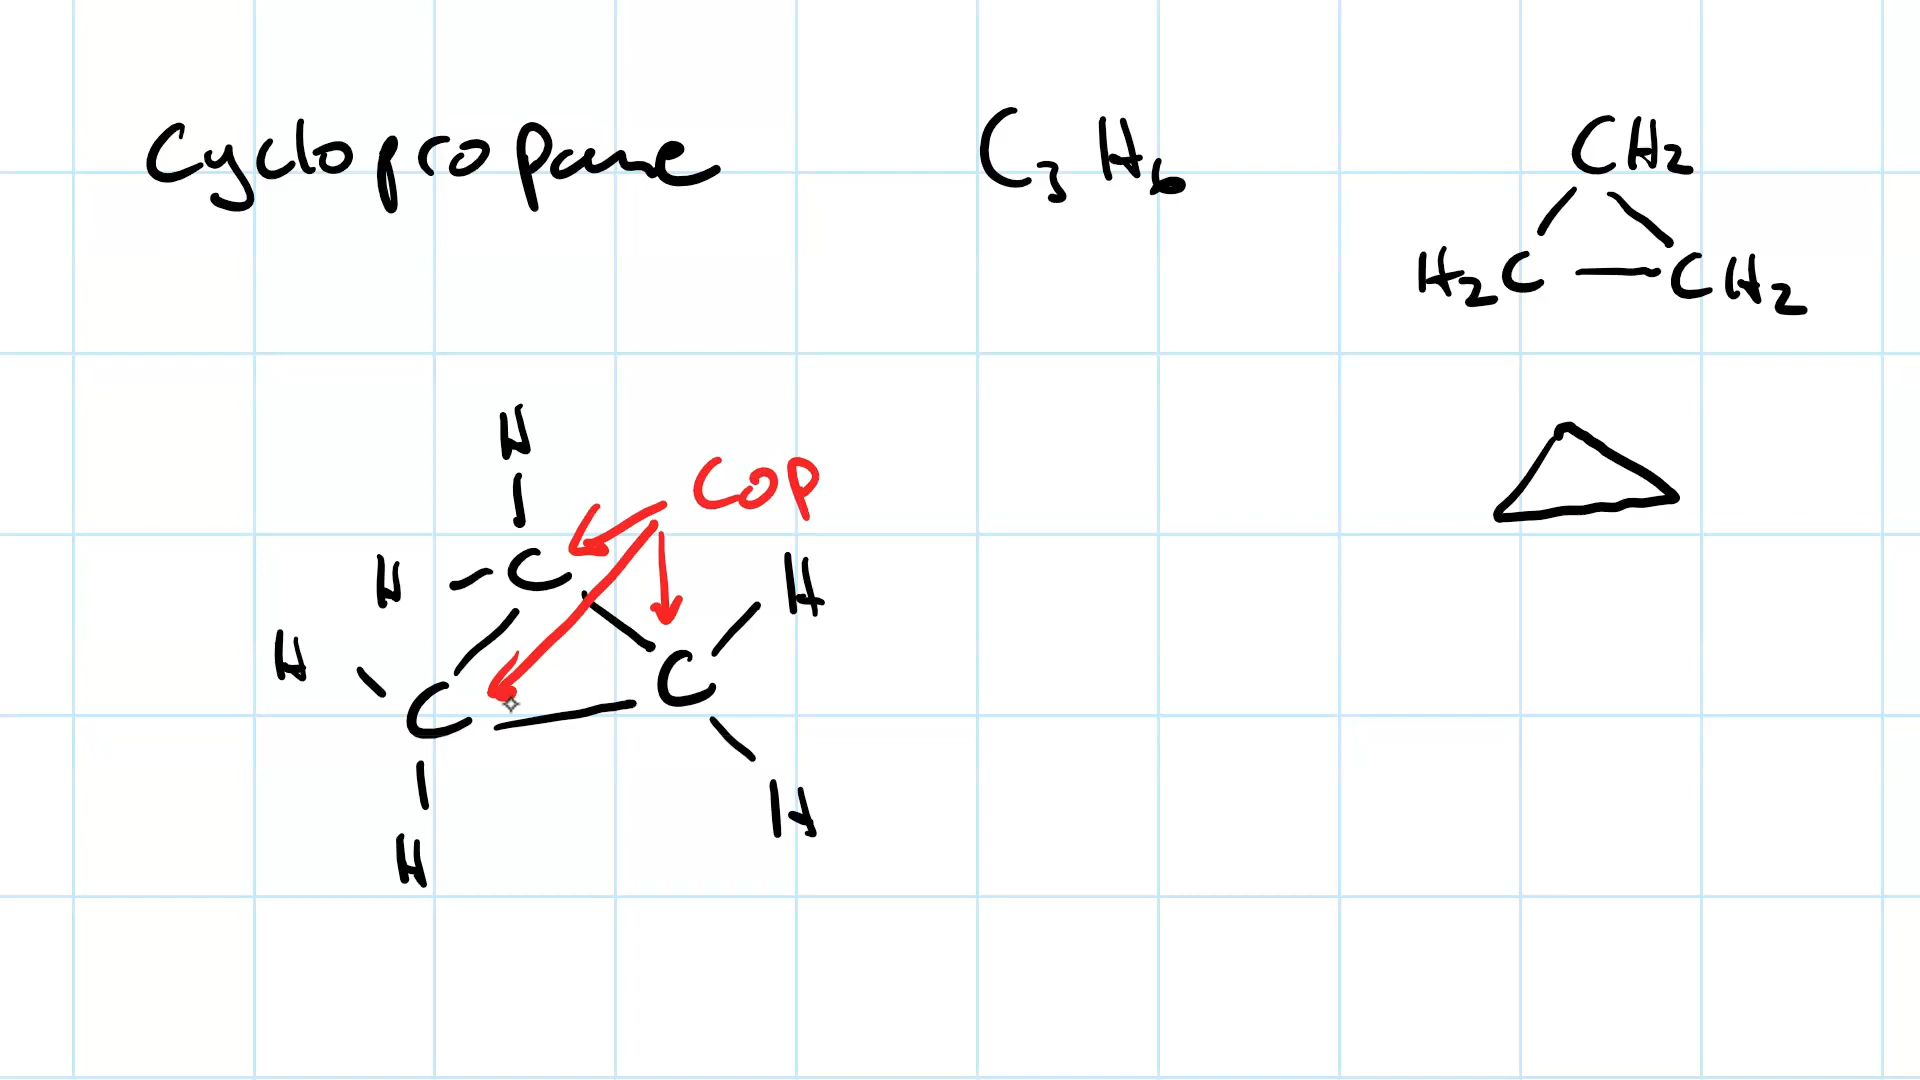 Cyclopropane
C3H6
CH2
H2C CH2
H
COP
H C H
H
C C
H
H